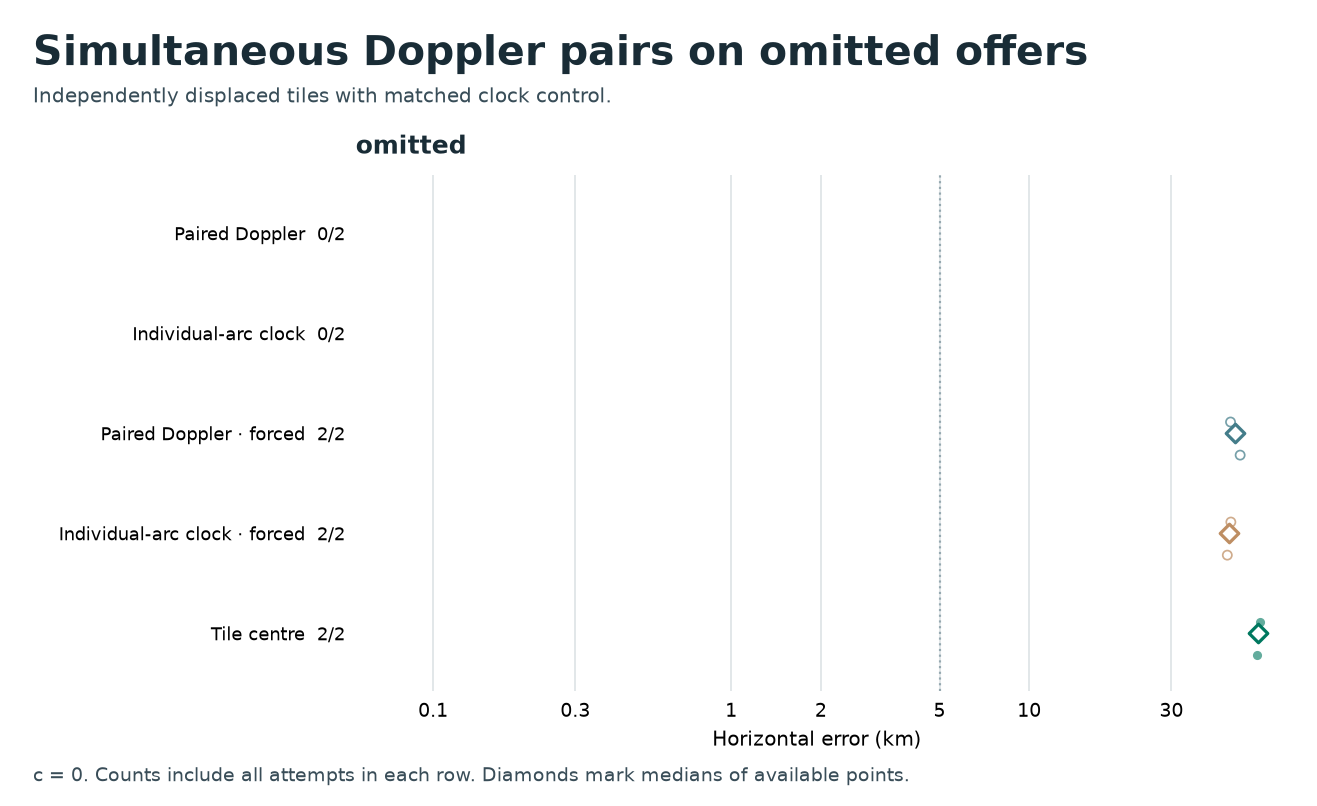 Simultaneous Doppler pairs on omitted offers
Independently displaced tiles with matched clock control.
omitted
Paired Doppler 0/2
Individual-arc clock 0/2
Paired Doppler · forced 2/2
Individual-arc clock · forced 2/2
Tile centre 2/2
0.1 0.3 1 2 5 10 30
Horizontal error (km)
c = 0. Counts include all attempts in each row. Diamonds mark medians of available points.